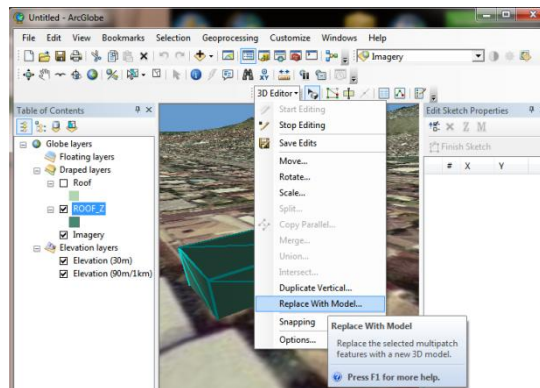 Untitled - ArcGlobe
File Edit View Bookmarks Selection Geoprocessing Customize Windows Help
Imagery
3D Editor
Table of Contents
Globe layers
Floating layers
Draped layers
Roof
ROOF_Z
Imagery
Elevation layers
Elevation (30m)
Elevation (90m/1km)
Start Editing
Stop Editing
Save Edits
Move...
Rotate...
Scale...
Split...
Copy Parallel...
Merge...
Union...
Intersect...
Duplicate Vertical...
Replace With Model...
Snapping
Options...
Replace With Model
Replace the selected multipatch
features with a new 3D model.
Press F1 for more help.
Edit Sketch Properties
Z M
Finish Sketch
# X Y